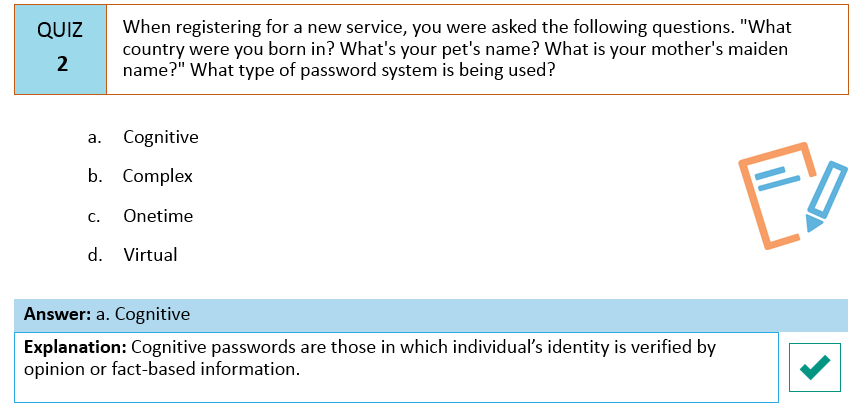 QUIZ
2
When registering for a new service, you were asked the following questions. "What
country were you born in? What's your pet's name? What is your mother's maiden
name?" What type of password system is being used?
a. Cognitive
b. Complex
c. Onetime
d. Virtual
Answer: a. Cognitive
Explanation: Cognitive passwords are those in which individual’s identity is verified by
opinion or fact-based information.